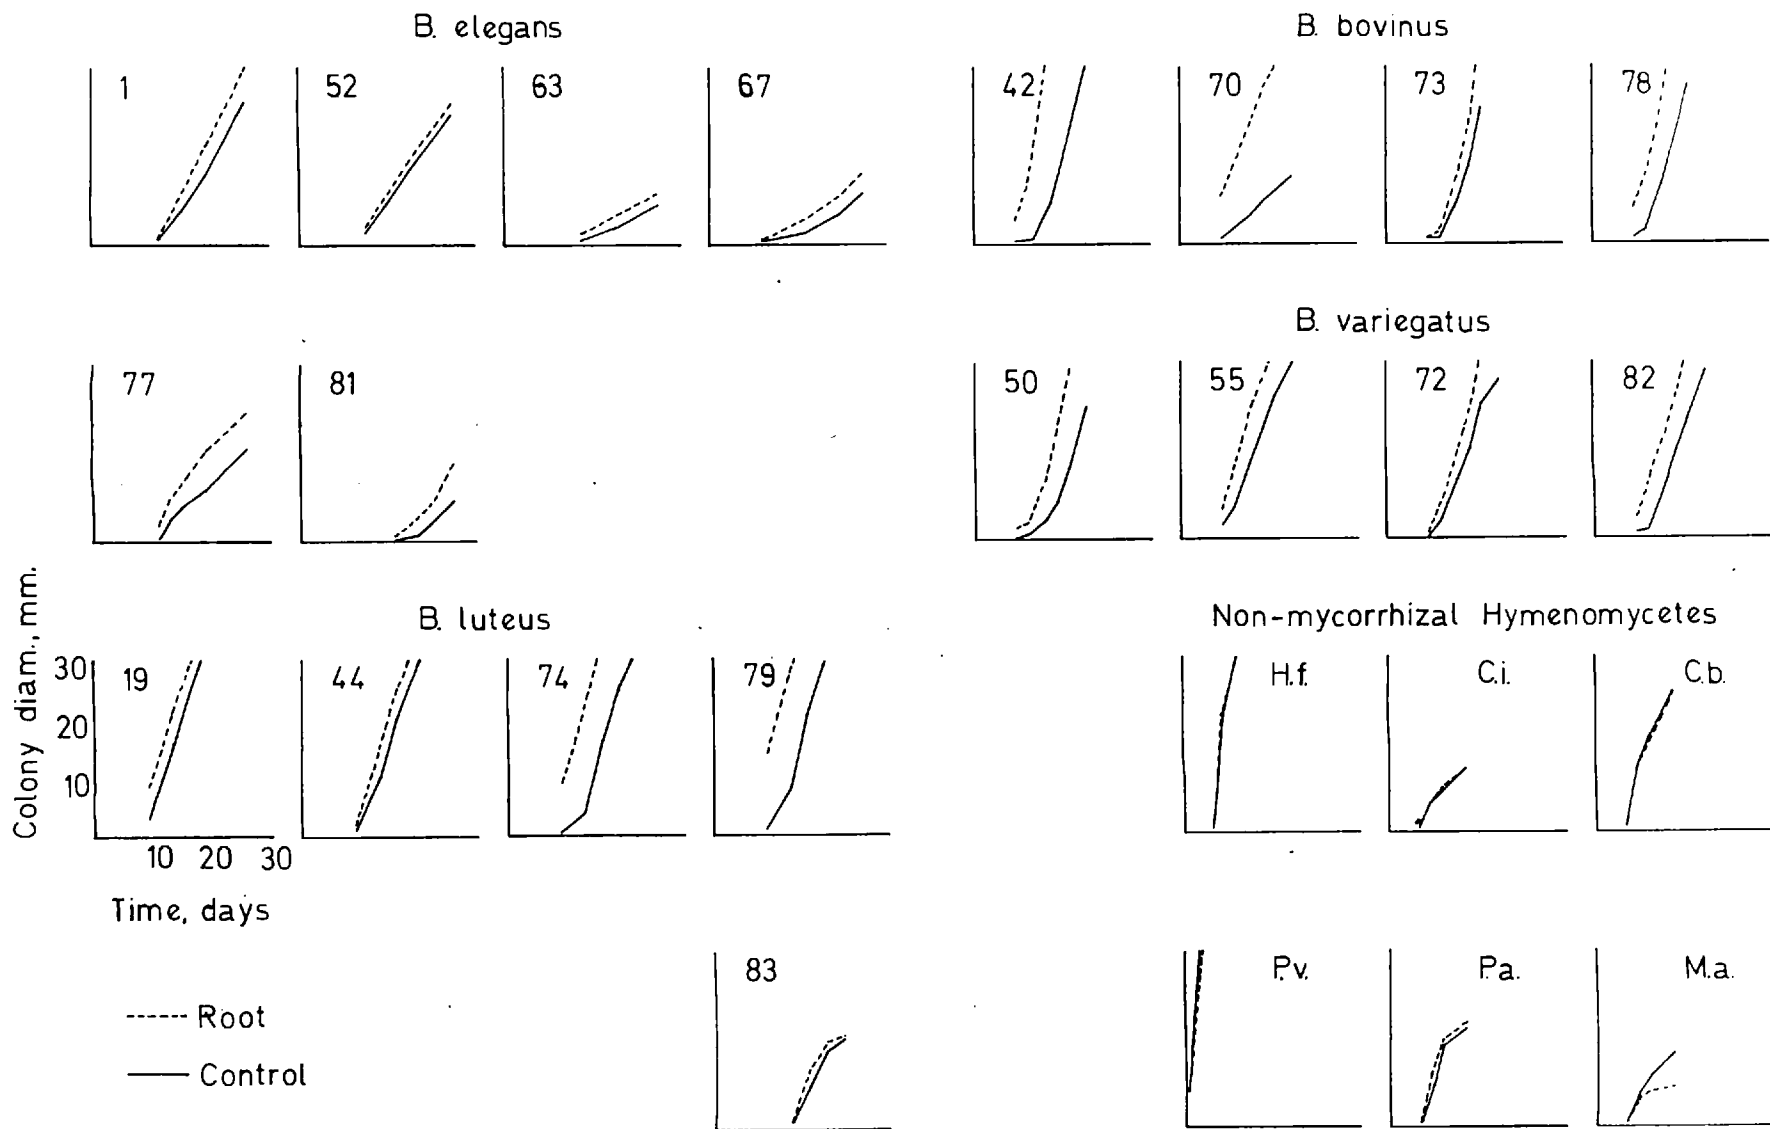 B. elegans
B. bovinus
1 52 63 67
42 70 73 78
B. variegatus
77 81
50 55 72 82
B. luteus
Non-mycorrhizal Hymenomycetes
Colony diam., mm.
30
20
10
19 44 74 79
H.f. C.i. C.b.
10 20 30
Time, days
83
P.v. P.a. M.a.
Root
Control